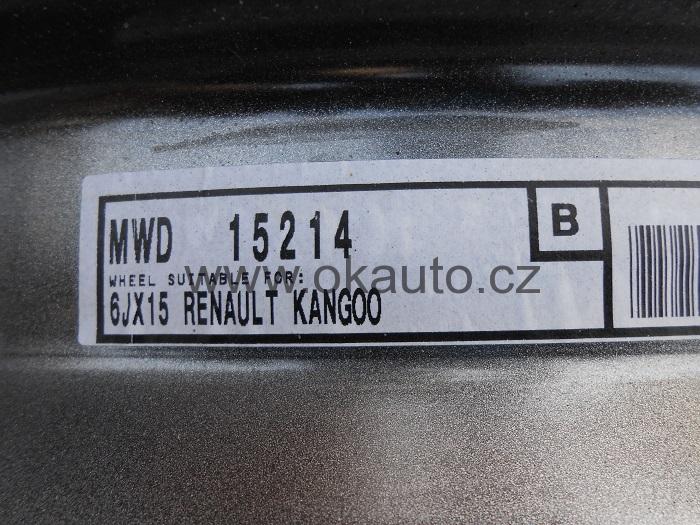 MWD 15214
B
WHEEL SUITABLE FOR:
www.okauto.cz
6JX15 RENAULT KANGOO